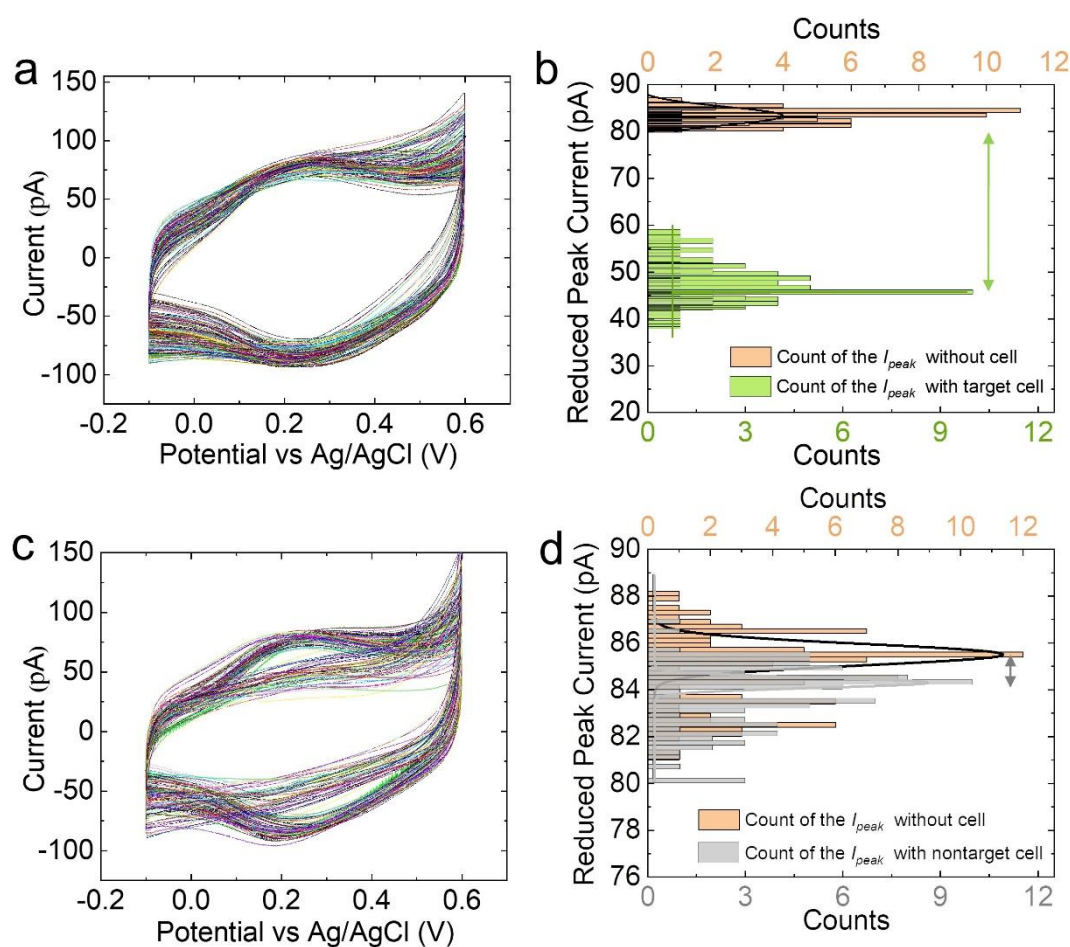 a
150
100
50
0
-50
-100
Current (pA)
-0.2 0.0 0.2 0.4 0.6
Potential vs Ag/AgCl (V)
b
Counts
0 2 4 6 8 10 12
90
80
70
60
50
40
30
20
Reduced Peak Current (pA)
Count of the I_peak without cell
Count of the I_peak with target cell
0 3 6 9 12
Counts
c
150
100
50
0
-50
-100
Current (pA)
-0.2 0.0 0.2 0.4 0.6
Potential vs Ag/AgCl (V)
d
Counts
0 2 4 6 8 10 12
90
88
86
84
82
80
78
76
Reduced Peak Current (pA)
Count of the I_peak without cell
Count of the I_peak with nontarget cell
0 3 6 9 12
Counts